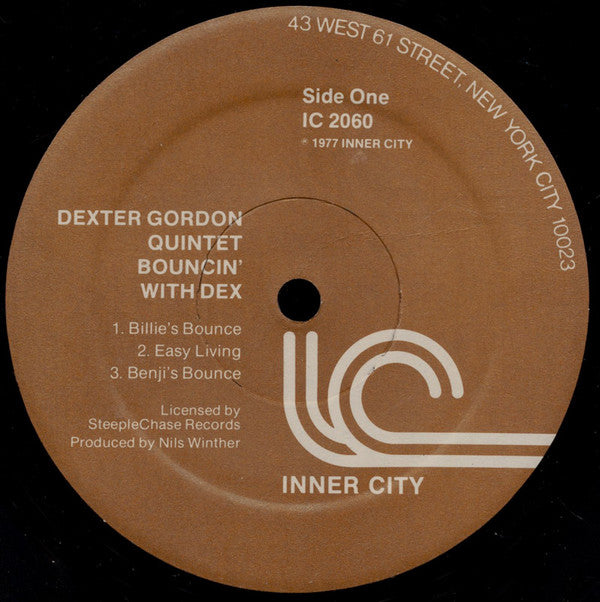 43 WEST 61 STREET, NEW YORK CITY 10023
Side One
IC 2060
℗ 1977 INNER CITY
DEXTER GORDON
QUINTET
BOUNCIN'
WITH DEX
1. Billie's Bounce
2. Easy Living
3. Benji's Bounce
Licensed by
SteepleChase Records
Produced by Nils Winther
IC
INNER CITY